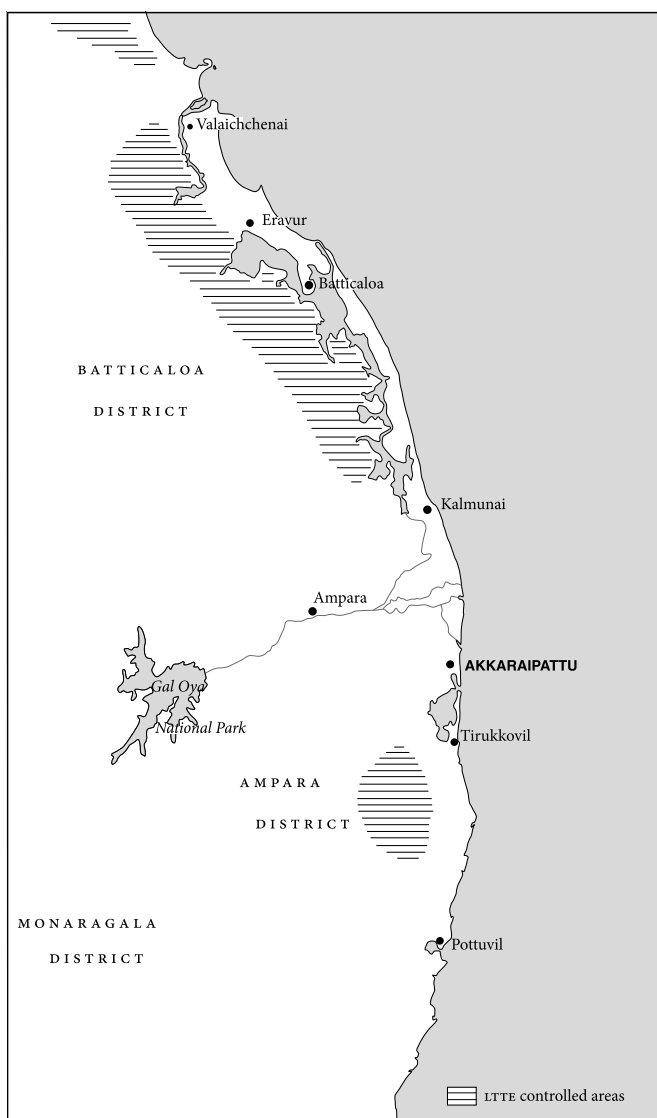 Valaichchenai
Eravur
Batticaloa
BATTICALOA
DISTRICT
Kalmunai
Ampara
AKKARAIPATTU
Gal Oya
National Park
Tirukkovil
AMPARA
DISTRICT
MONARAGALA
DISTRICT
Pottuvil
LTTE controlled areas